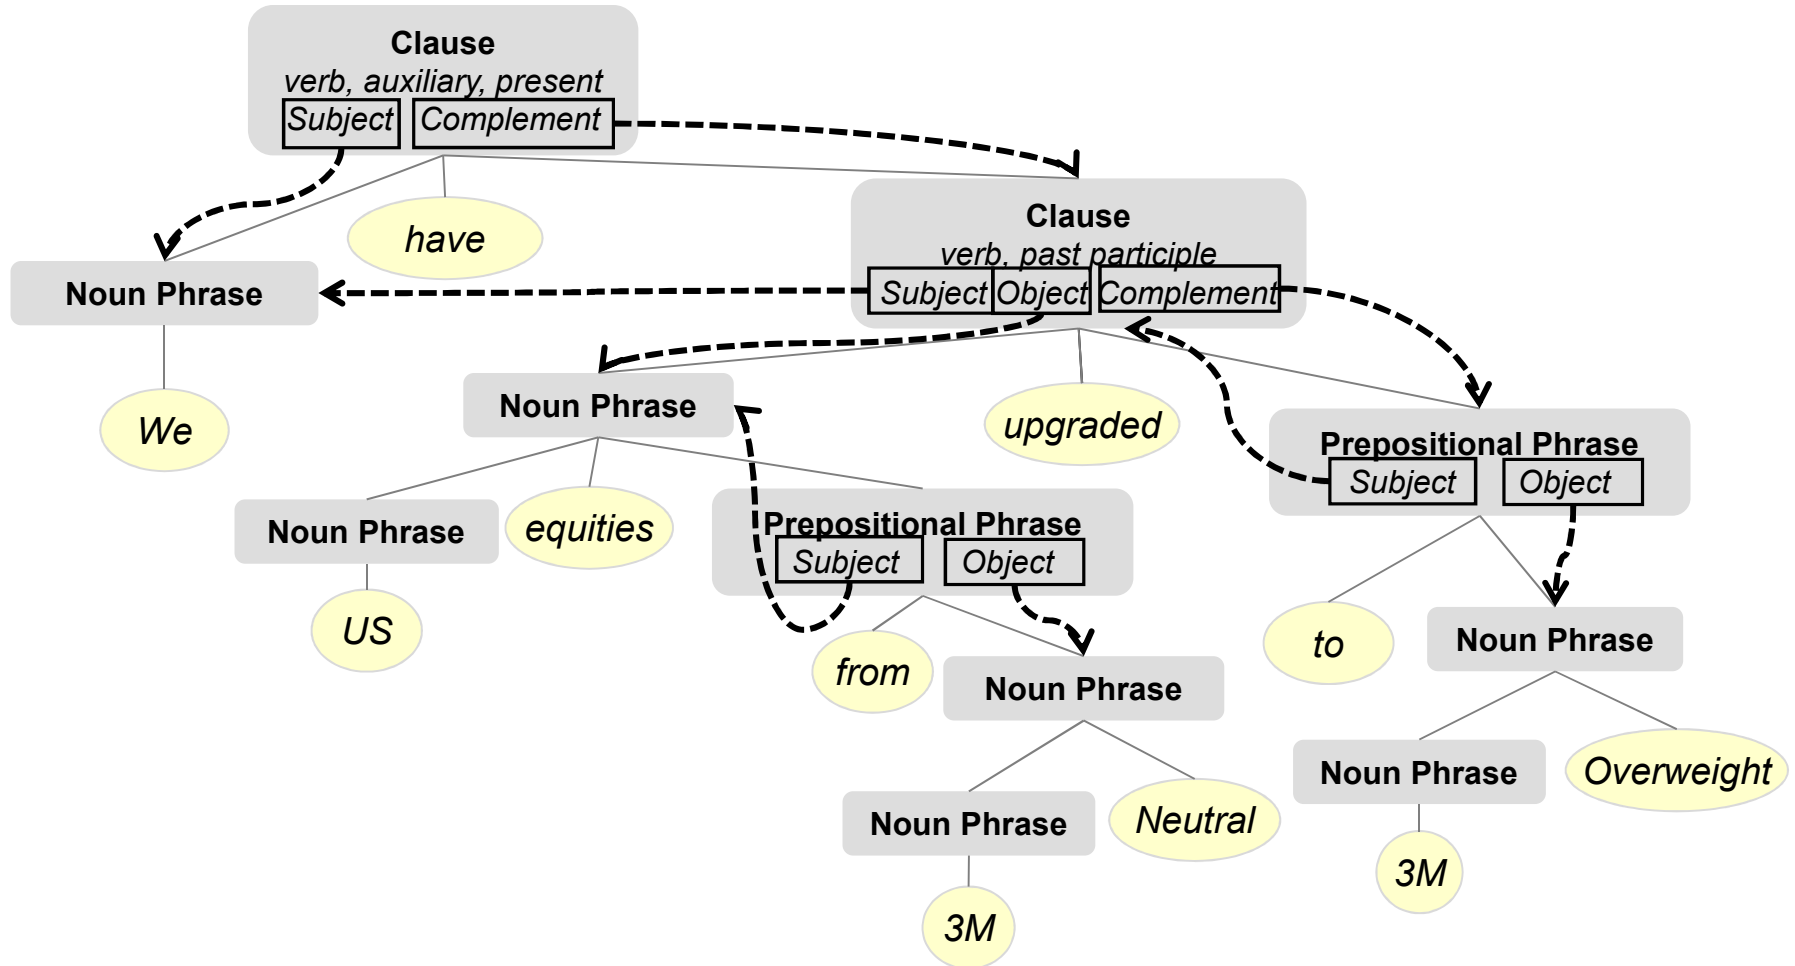 Clause
verb, auxiliary, present
Subject Complement
have
Clause
verb, past participle
Subject Object Complement
Noun Phrase
We
Noun Phrase
upgraded
Prepositional Phrase
Subject Object
Noun Phrase
equities
Prepositional Phrase
Subject Object
US
from
Noun Phrase
to
Noun Phrase
Noun Phrase
Neutral
Noun Phrase
Overweight
3M
3M